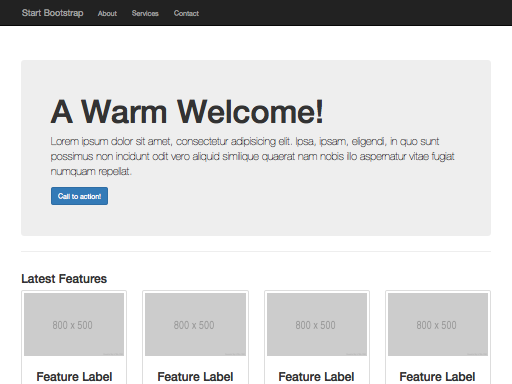 Start Bootstrap About Services Contact
A Warm Welcome!
Lorem ipsum dolor sit amet, consectetur adipisicing elit. Ipsa, ipsam, eligendi, in quo sunt
possimus non incidunt odit vero aliquid similique quaerat nam nobis illo aspernatur vitae fugiat
numquam repellat.
Call to action!
Latest Features
800 x 500 800 x 500 800 x 500 800 x 500
Feature Label Feature Label Feature Label Feature Label